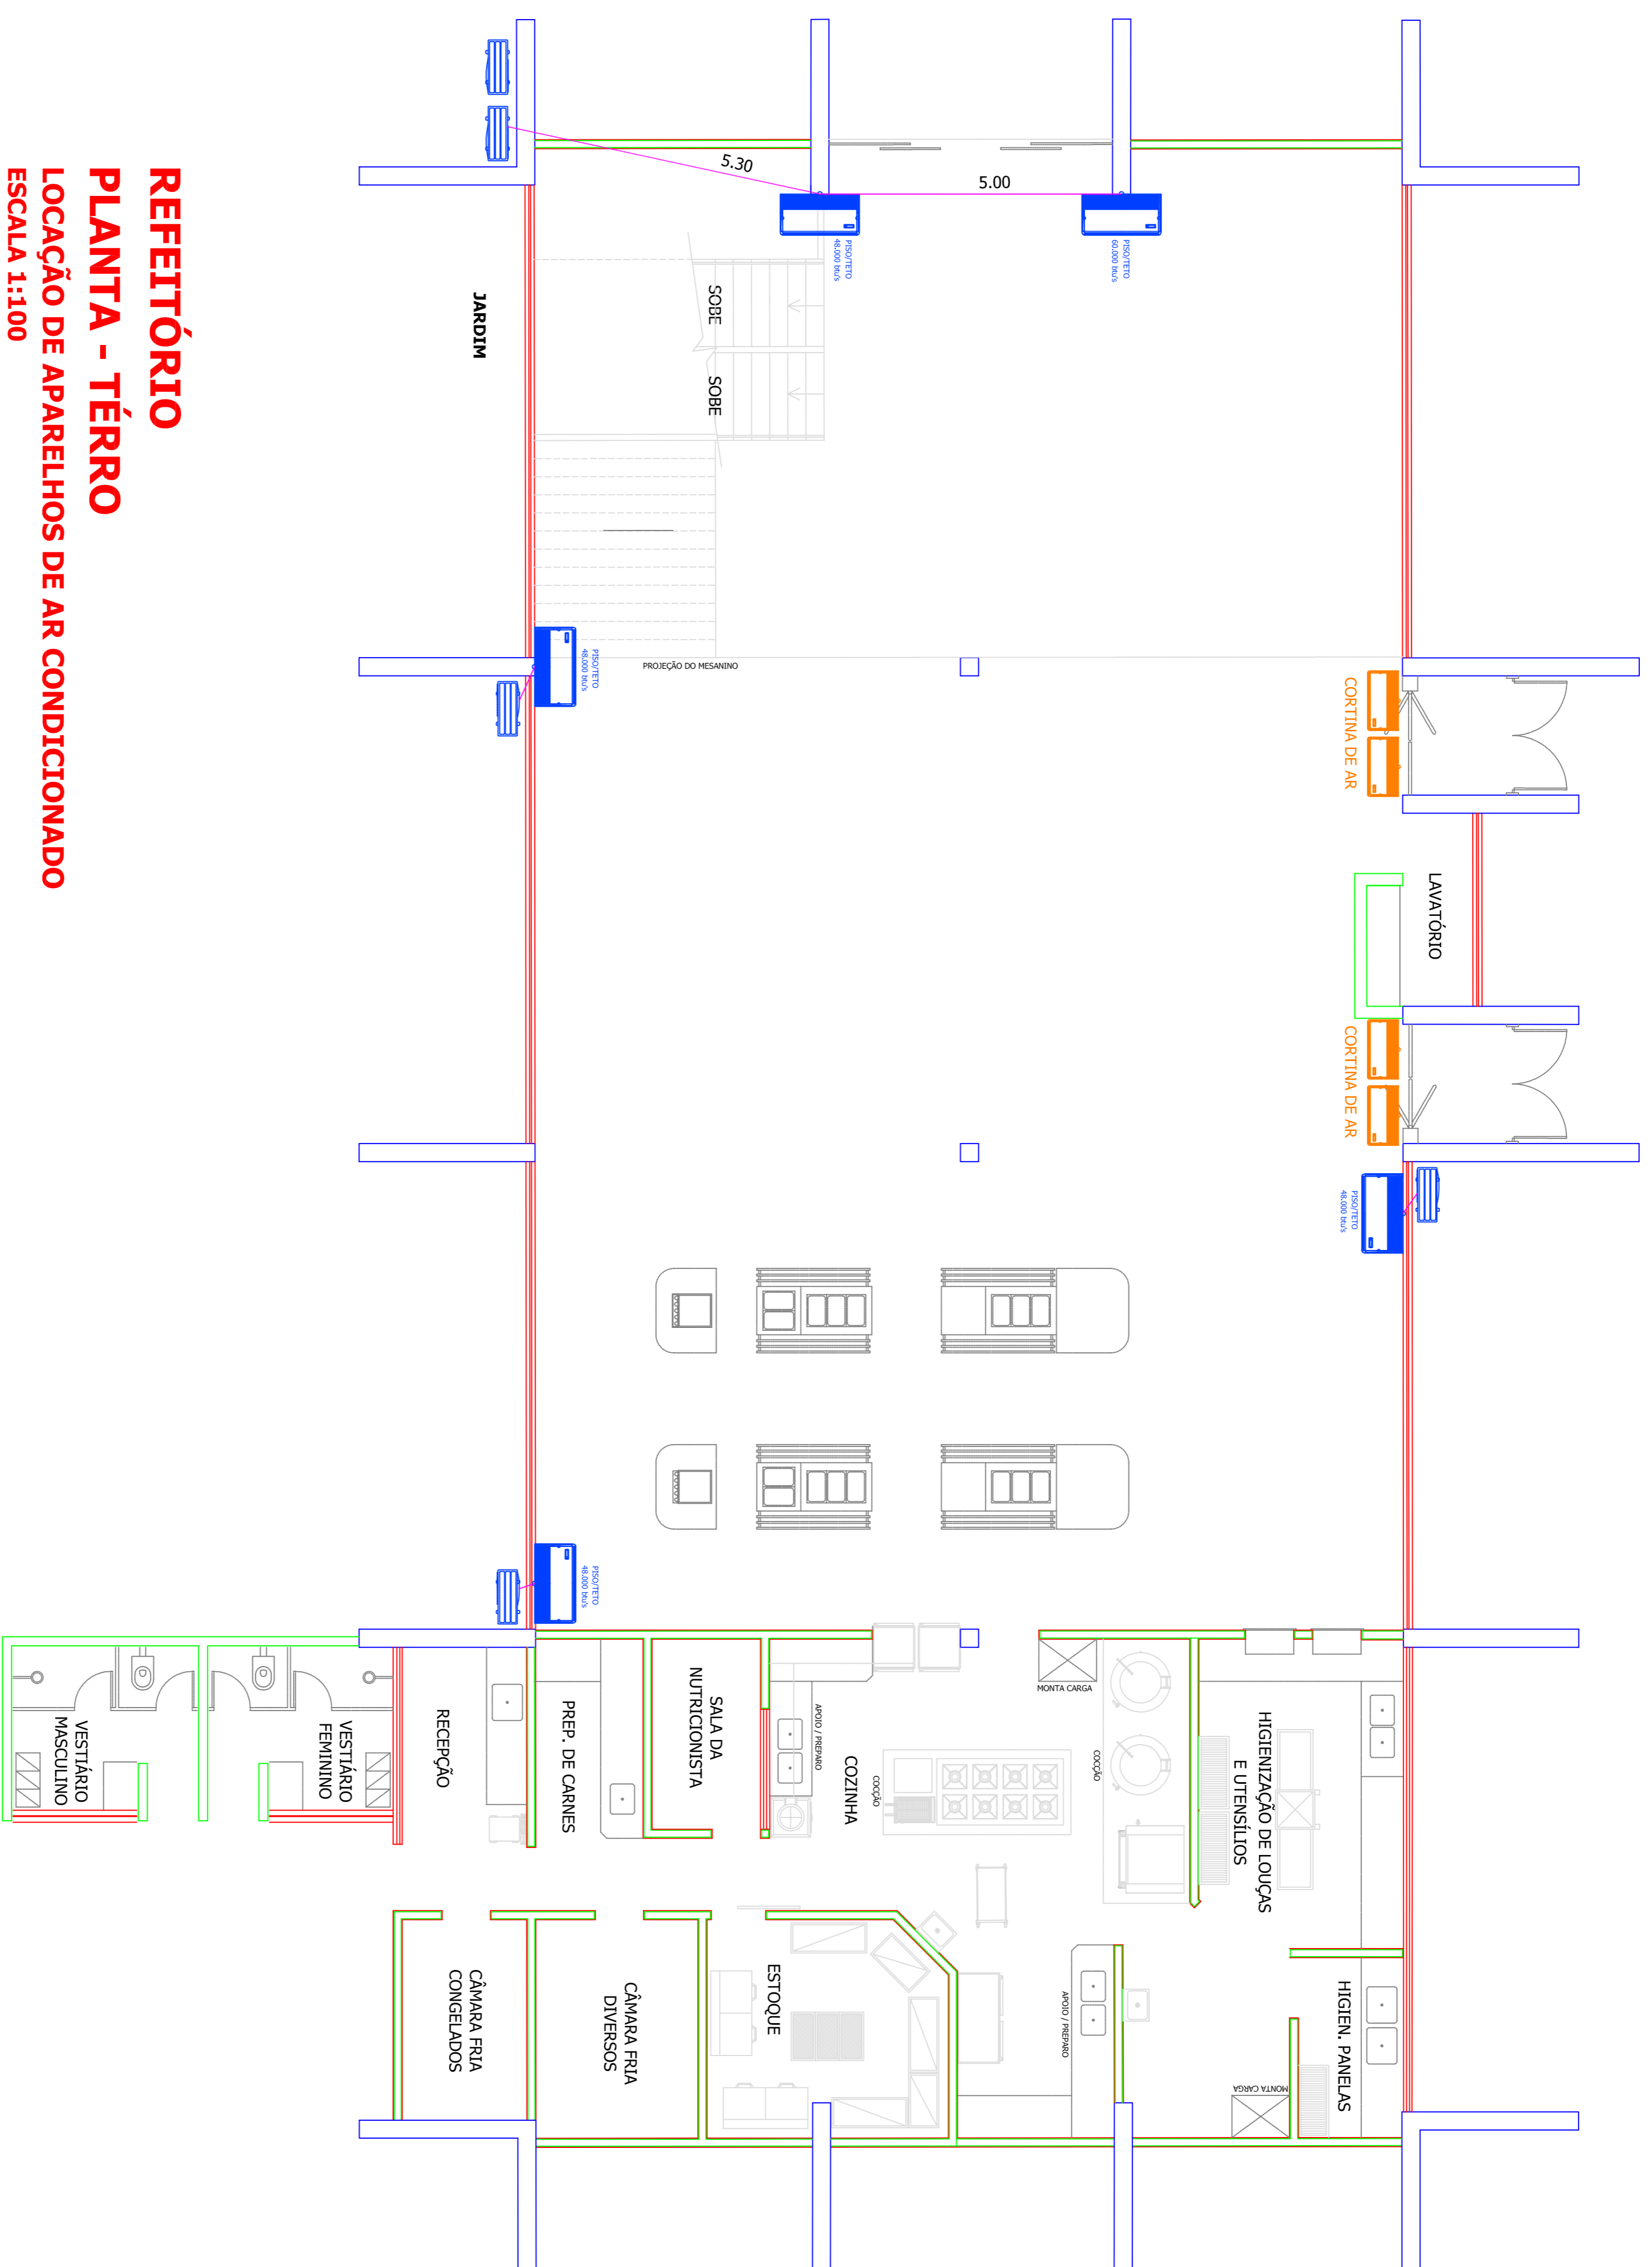 REFEITÓRIO
PLANTA - TÉRRO
LOCAÇÃO DE APARELHOS DE AR CONDICIONADO
ESCALA 1:100
JARDIM
5.30
5.00
PISO/TETO
48.000 btu's
PISO/TETO
60.000 btu's
SOBE
SOBE
PISO/TETO
48.000 btu's
PROJEÇÃO DO MESANINO
CORTINA DE AR
LAVATÓRIO
CORTINA DE AR
PISO/TETO
48.000 btu's
PISO/TETO
48.000 btu's
VESTIÁRIO
MASCULINO
VESTIÁRIO
FEMININO
RECEPÇÃO
PREP. DE CARNES
SALA DA
NUTRICIONISTA
APOIO / PREPARO
COZINHA
COCÇÃO
MONTA CARGA
COCÇÃO
HIGIENIZAÇÃO DE LOUÇAS
E UTENSÍLIOS
CÂMARA FRIA
CONGELADOS
CÂMARA FRIA
DIVERSOS
ESTOQUE
APOIO / PREPARO
MONTA CARGA
HIGIEN. PANELAS